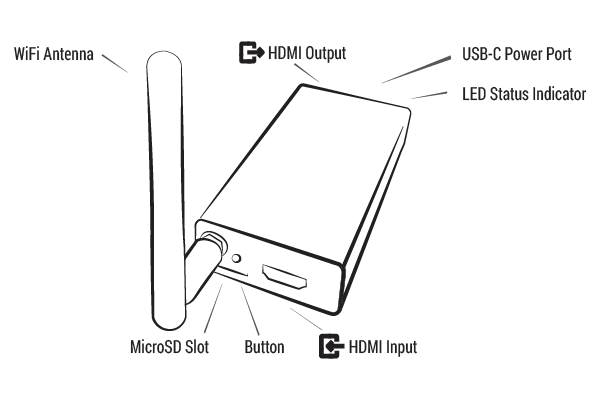 WiFi Antenna
HDMI Output
USB-C Power Port
LED Status Indicator
MicroSD Slot
Button
HDMI Input